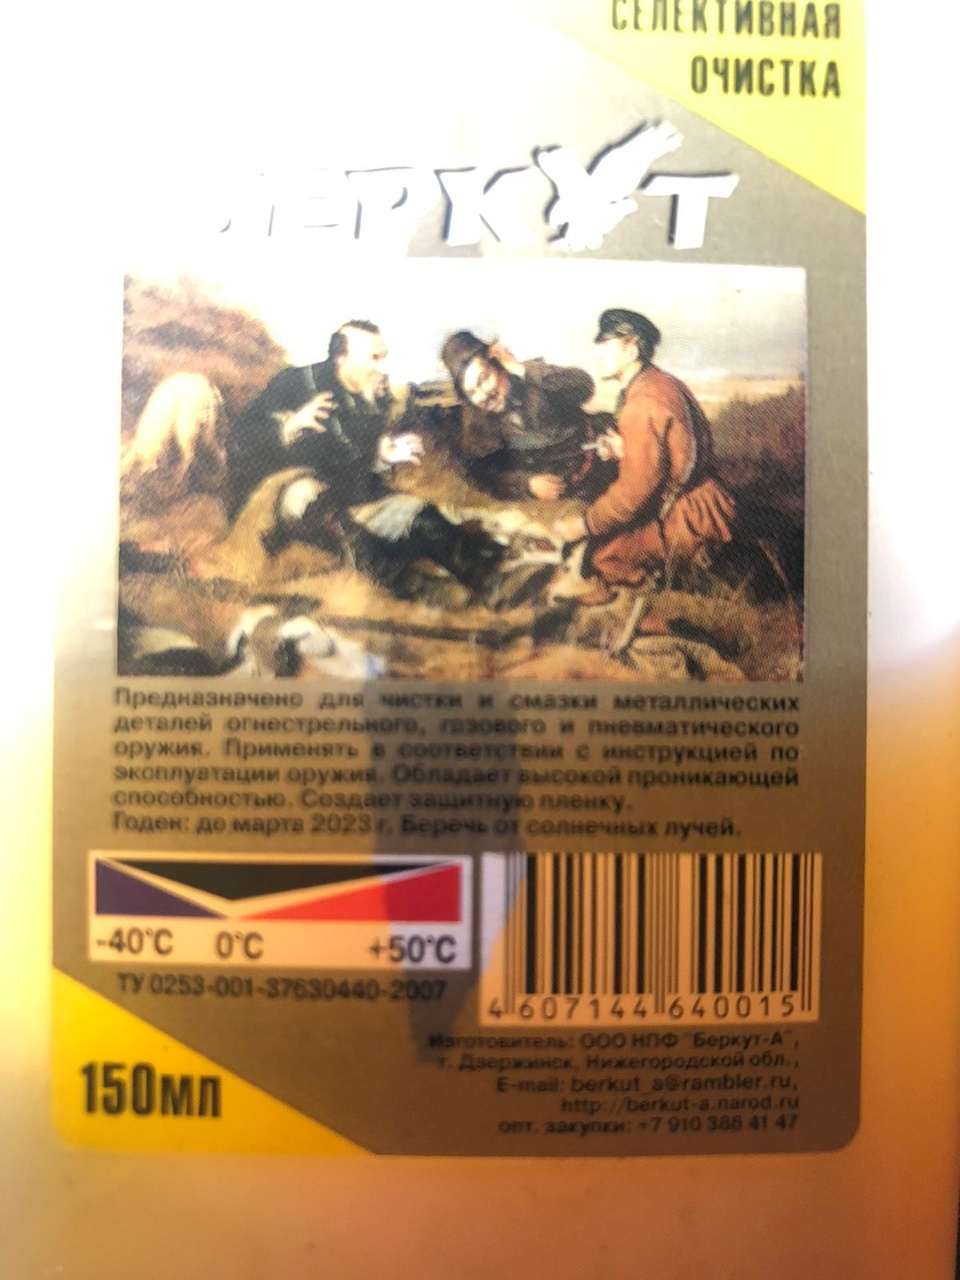 СЕЛЕКТИВНАЯ
ОЧИСТКА
БЕРКУТ
Предназначено для чистки и смазки металлических
деталей огнестрельного, газового и пневматического
оружия. Применять в соответствии с инструкцией по
эксплуатации оружия. Обладает высокой проникающей
способностью. Создает защитную пленку.
Годен: до марта 2023 г. Беречь от солнечных лучей.
-40°C 0°C +50°C
ТУ 0253-001-37630440-2007
4 607144 640015
150мл
Изготовитель: ООО НПФ "Беркут-А",
г. Дзержинск, Нижегородской обл.,
E-mail: berkut_a@rambler.ru,
http://berkut-a.narod.ru
опт. закупки: +7 910 388 41 47